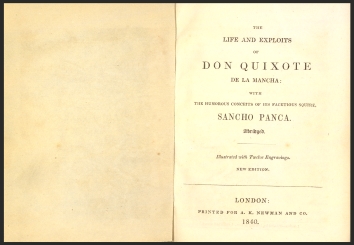 THE
LIFE AND EXPLOITS
OF
DON QUIXOTE
DE LA MANCHA:
WITH
THE HUMOROUS CONCEITS OF HIS FACETIOUS SQUIRE,
SANCHO PANCA.
Abridged.
Illustrated with Twelve Engravings.
NEW EDITION.
LONDON:
PRINTED FOR A. K. NEWMAN AND CO.
1840.